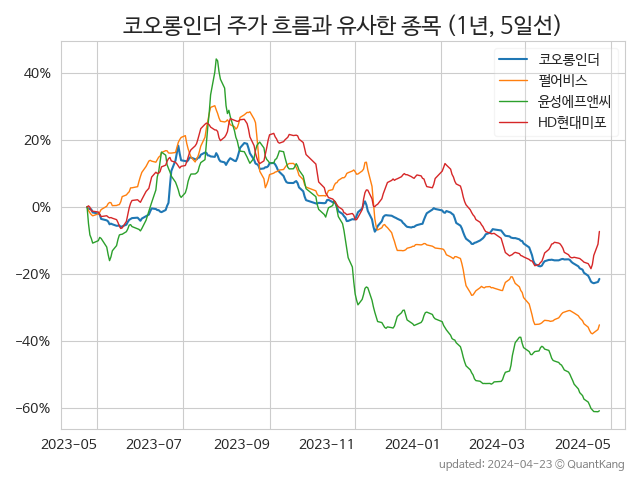 코오롱인더 주가 흐름과 유사한 종목 (1년, 5일선)
코오롱인더
펄어비스
윤성에프앤씨
HD현대미포
40%
20%
0%
−20%
−40%
−60%
2023-05 2023-07 2023-09 2023-11 2024-01 2024-03 2024-05
updated: 2024-04-23 © QuantKang